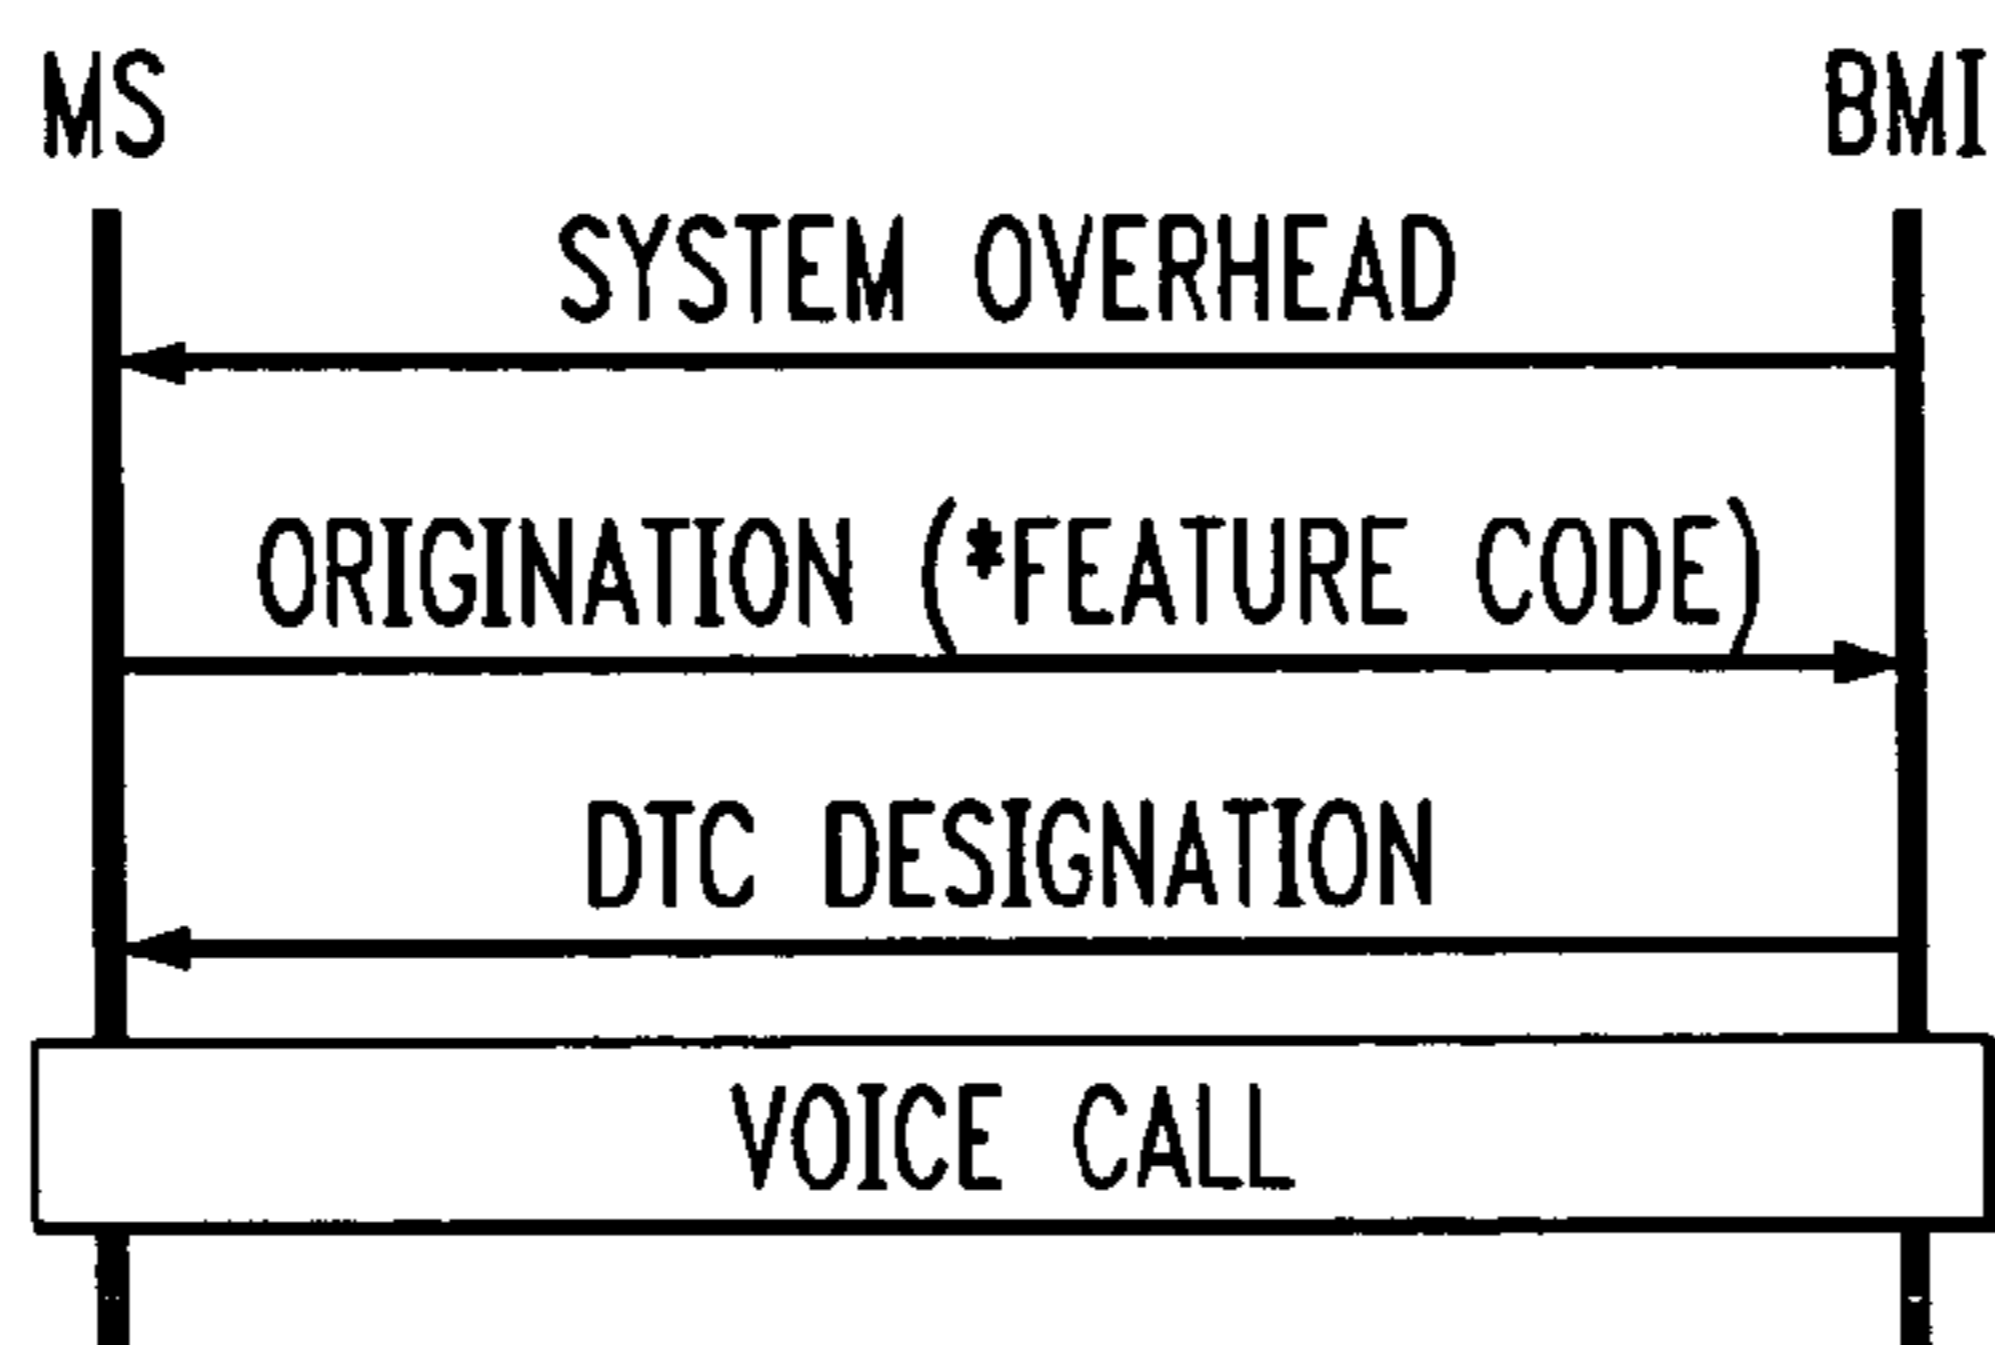 MS BMI
SYSTEM OVERHEAD
ORIGINATION (*FEATURE CODE)
DTC DESIGNATION
VOICE CALL